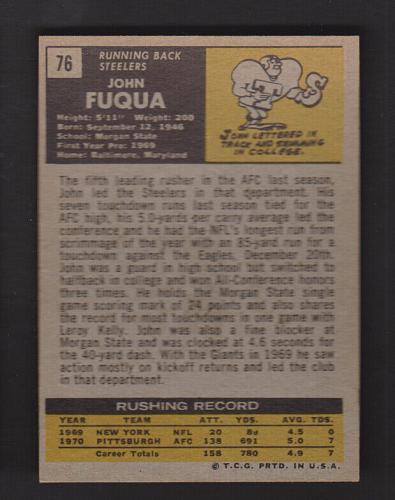 76
RUNNING BACK
STEELERS
JOHN
FUQUA
Height: 5'11" Weight: 200
Born: September 12, 1946
School: Morgan State
First Year Pro: 1969
Home: Baltimore, Maryland
JOHN LETTERED IN
TRACK AND SWIMMING
IN COLLEGE.
The fifth leading rusher in the AFC last season,
John led the Steelers in that department. His
seven touchdown runs last season tied for the
AFC high, his 5.0-yards-per carry average led the
conference and he had the NFL's longest run from
scrimmage of the year with an 85-yard run for a
touchdown against the Eagles, December 20th.
John was a guard in high school but switched to
halfback in college and won All-Conference honors
three times. He holds the Morgan State single
game scoring mark of 24 points and also shares
the record for most touchdowns in one game with
Leroy Kelly. John was also a fine blocker at
Morgan State and was clocked at 4.6 seconds for
the 40-yard dash. With the Giants in 1969 he saw
action mostly on kickoff returns and led the club
in that department.
RUSHING RECORD
YEAR TEAM ATT. YDS. AVG. TDS.
1969 NEW YORK NFL 20 89 4.5 0
1970 PITTSBURGH AFC 138 691 5.0 7
Career Totals 158 780 4.9 7
© T.C.G. PRTD. IN U.S.A.